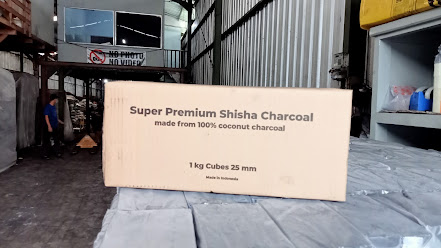 NO PHOTO
NO VIDEO
Super Premium Shisha Charcoal
made from 100% coconut charcoal
1 kg Cubes 25 mm
Made in Indonesia